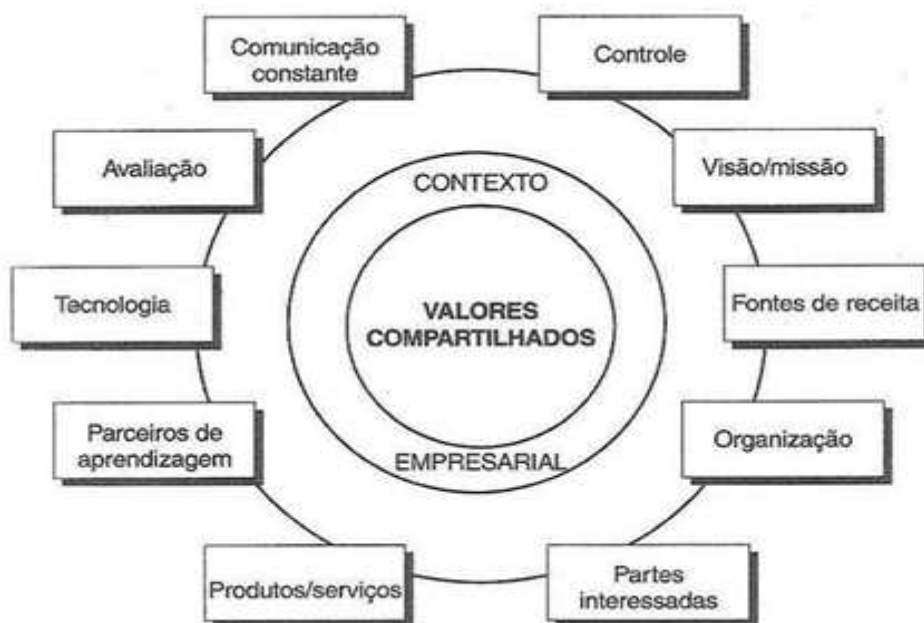 Comunicação
constante
Controle
Avaliação
Visão/missão
CONTEXTO
Tecnologia
VALORES
COMPARTILHADOS
Fontes de receita
Parceiros de
aprendizagem
EMPRESARIAL
Organização
Produtos/serviços
Partes
interessadas